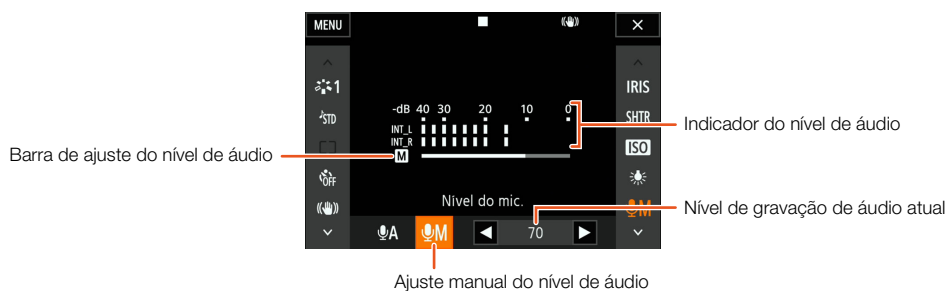 MENU
1
IRIS
STD
-dB 40 30 20 10 0
SHTR
INT_L
INT_R
Indicador do nível de áudio
M
ISO
Barra de ajuste do nível de áudio
OFF
Nível do mic.
M
Nível de gravação de áudio atual
A M 70
Ajuste manual do nível de áudio